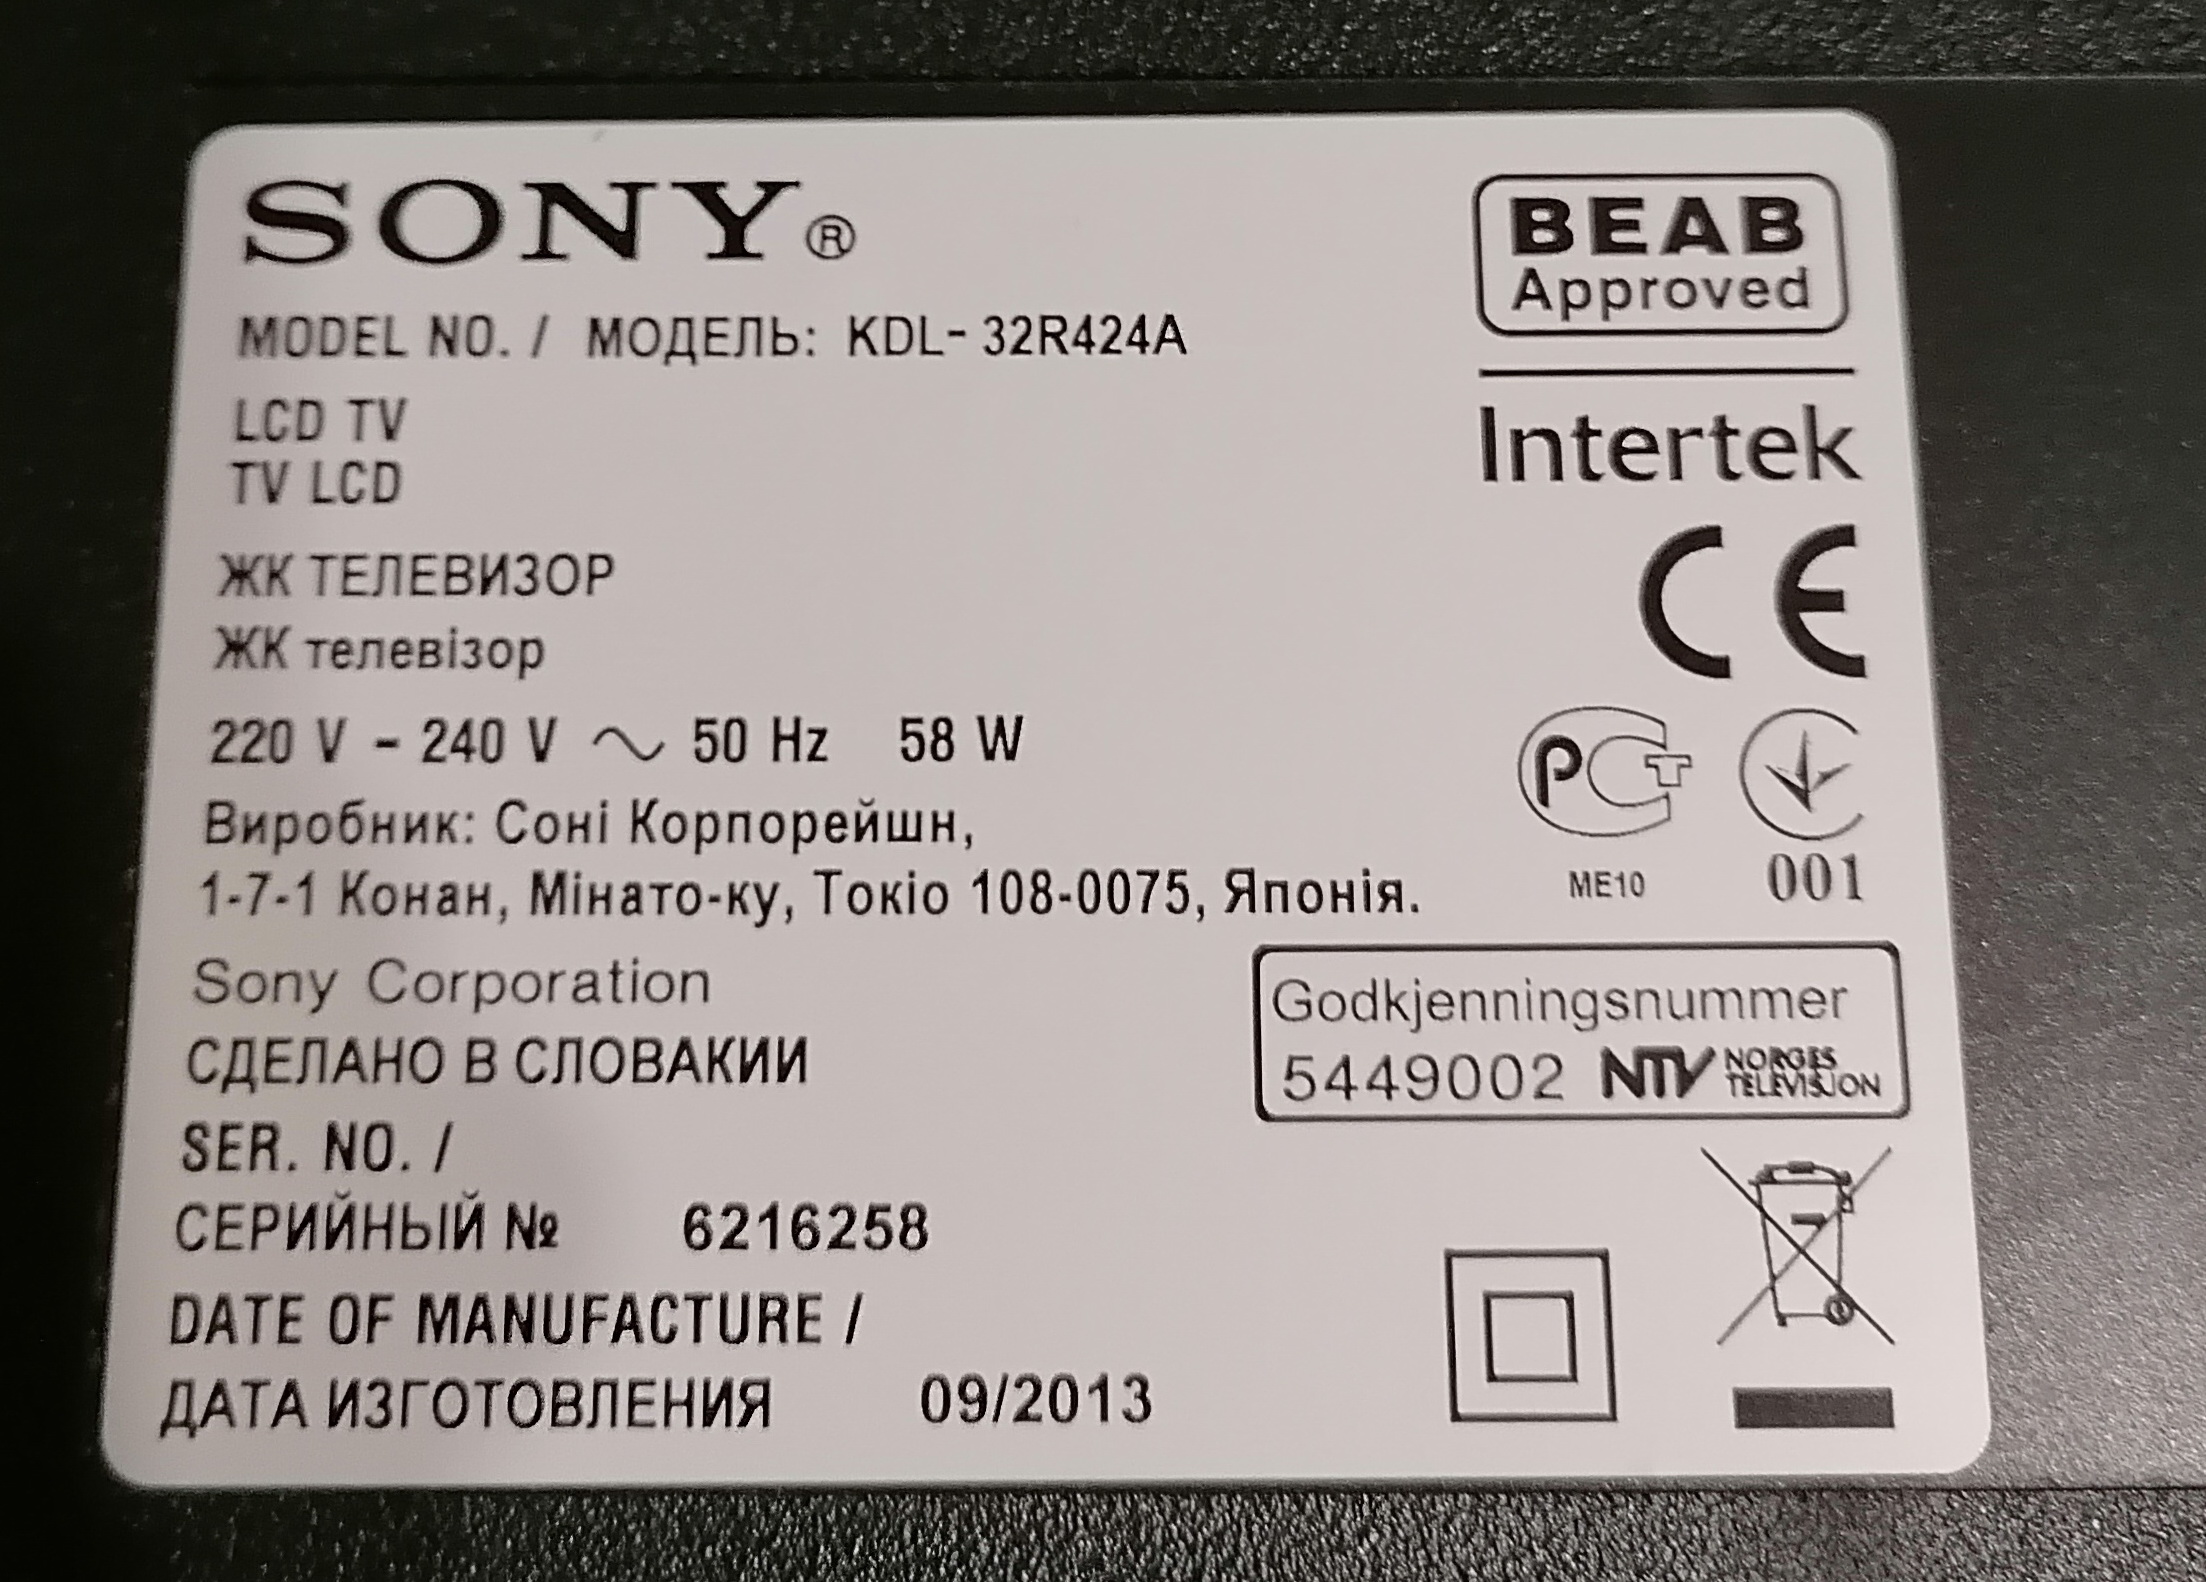 SONY®
MODEL NO. / МОДЕЛЬ: KDL-32R424A
LCD TV
TV LCD
ЖК ТЕЛЕВИЗОР
ЖК телевізор
220 V - 240 V ~ 50 Hz 58 W
Виробник: Соні Корпорейшн,
1-7-1 Конан, Мінато-ку, Токіо 108-0075, Японія.
Sony Corporation
СДЕЛАНО В СЛОВАКИИ
SER. NO. /
СЕРИЙНЫЙ № 6216258
DATE OF MANUFACTURE /
ДАТА ИЗГОТОВЛЕНИЯ 09/2013
BEAB
Approved
Intertek
CE
PCT
ME10 001
Godkjenningsnummer
5449002 NTV NORGES
TELEVISJON